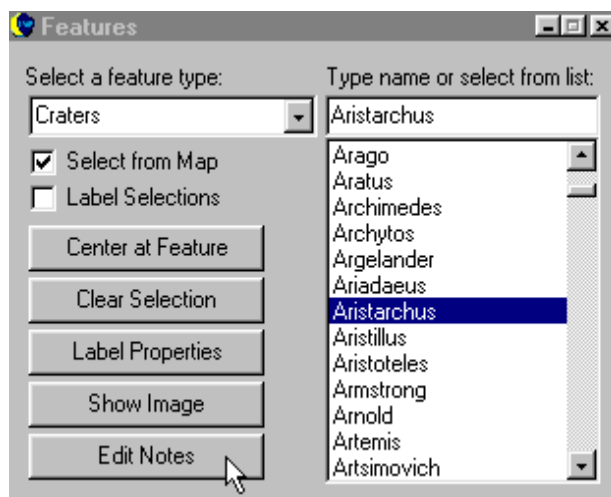 Features
Select a feature type:
Craters
Select from Map
Label Selections
Center at Feature
Clear Selection
Label Properties
Show Image
Edit Notes
Type name or select from list:
Aristarchus
Arago
Aratus
Archimedes
Archytos
Argelander
Ariadaeus
Aristarchus
Aristillus
Aristoteles
Armstrong
Arnold
Artemis
Artsimovich